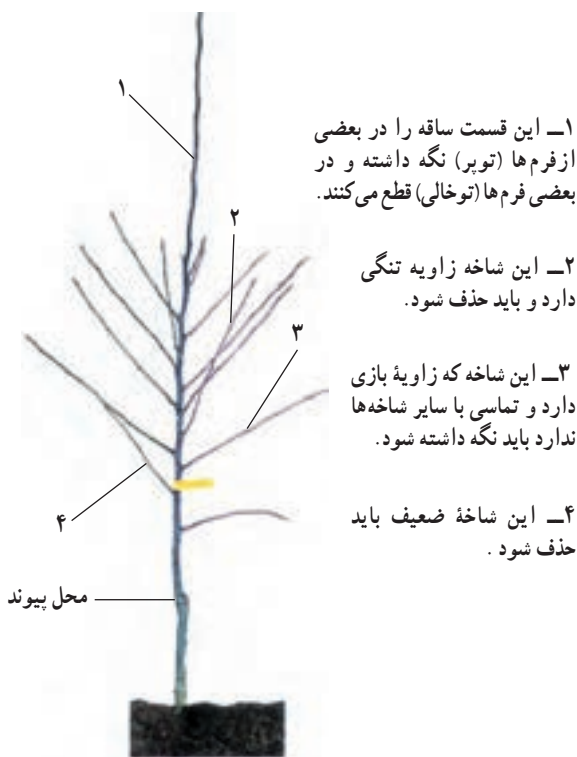 ۱
۱ــ این قسمت ساقه را در بعضی
ازفرم‌ها (توپر) نگه داشته و در
بعضی فرم‌ها (توخالی) قطع می‌کنند.
۲
۲ــ این شاخه زاویه تنگی
دارد و باید حذف شود.
۳
۳ــ این شاخه که زاویهٔ بازی
دارد و تماسی با سایر شاخه‌ها
ندارد باید نگه داشته شود.
۴
۴ــ این شاخهٔ ضعیف باید
حذف شود .
محل پیوند